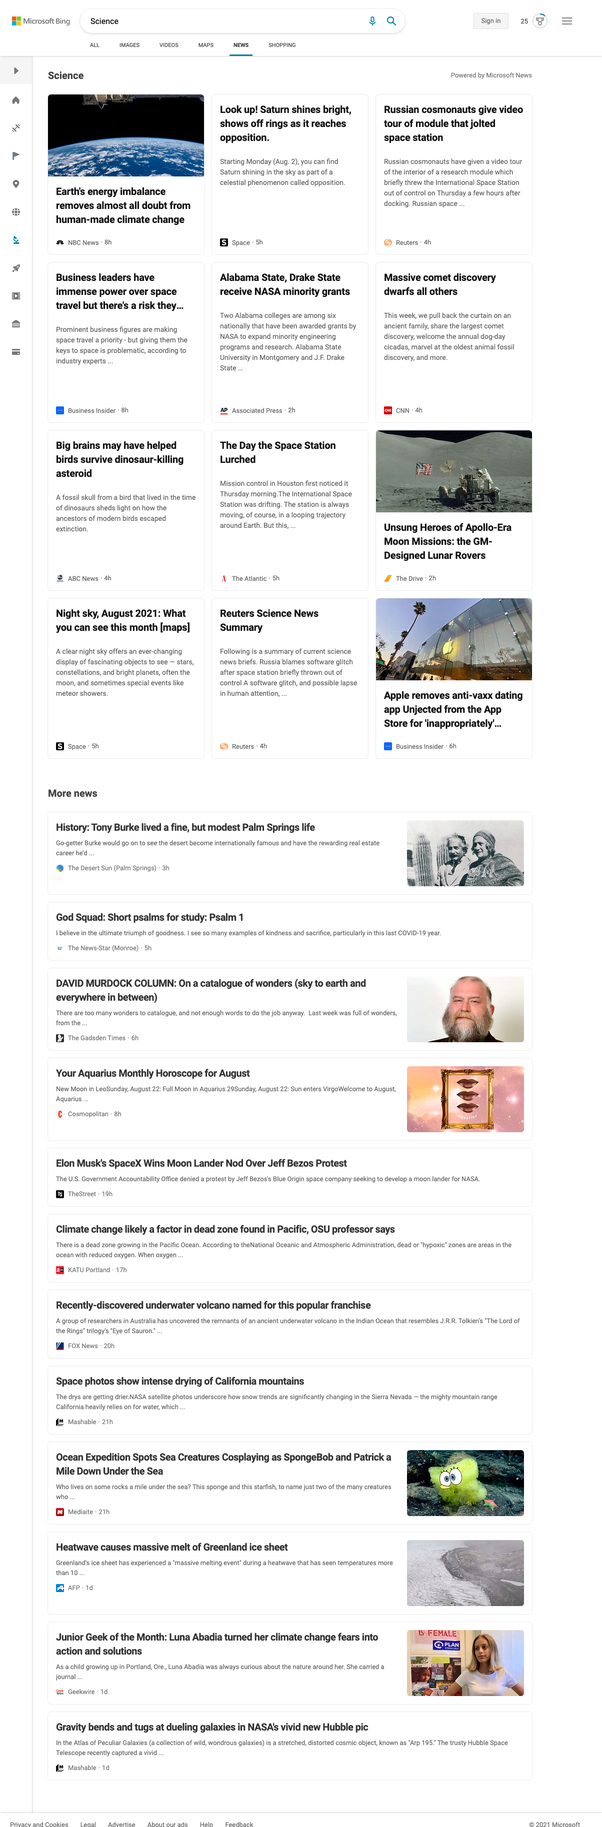 Microsoft Bing
Science
Sign in
25
ALL
IMAGES
VIDEOS
MAPS
NEWS
SHOPPING
Science
Powered by Microsoft News
Earth's energy imbalance
removes almost all doubt from
human-made climate change
NBC News · 8h
Look up! Saturn shines bright,
shows off rings as it reaches
opposition.
Starting Monday (Aug. 2), you can find
Saturn shining in the sky as part of a
celestial phenomenon called opposition.
Space · 5h
Russian cosmonauts give video
tour of module that jolted
space station
Russian cosmonauts have given a video tour
of the interior of a research module which
briefly threw the International Space Station
out of control on Thursday a few hours after
docking. Russian space ...
Reuters · 4h
Business leaders have
immense power over space
travel but there's a risk they...
Prominent business figures are making
space travel a priority - but giving them the
keys to space is problematic, according to
industry experts ...
Business Insider · 8h
Alabama State, Drake State
receive NASA minority grants
Two Alabama colleges are among six
nationally that have been awarded grants by
NASA to expand minority engineering
programs and research. Alabama State
University in Montgomery and J.F. Drake
State ...
AP
Associated Press · 2h
Massive comet discovery
dwarfs all others
This week, we pull back the curtain on an
ancient family, share the largest comet
discovery, welcome the annual dog-day
cicadas, marvel at the oldest animal fossil
discovery, and more.
CNN · 4h
Big brains may have helped
birds survive dinosaur-killing
asteroid
A fossil skull from a bird that lived in the time
of dinosaurs sheds light on how the
ancestors of modern birds escaped
extinction.
ABC News · 4h
The Day the Space Station
Lurched
Mission control in Houston first noticed it
Thursday morning.The International Space
Station was drifting. The station is always
moving, of course, in a looping trajectory
around Earth. But this, ...
The Atlantic · 5h
Unsung Heroes of Apollo-Era
Moon Missions: the GM-
Designed Lunar Rovers
The Drive · 2h
Night sky, August 2021: What
you can see this month [maps]
A clear night sky offers an ever-changing
display of fascinating objects to see — stars,
constellations, and bright planets, often the
moon, and sometimes special events like
meteor showers.
Space · 5h
Reuters Science News
Summary
Following is a summary of current science
news briefs. Russia blames software glitch
after space station briefly thrown out of
control A software glitch, and possible lapse
in human attention, ...
Reuters · 4h
Apple removes anti-vaxx dating
app Unjected from the App
Store for 'inappropriately'...
Business Insider · 6h
More news
History: Tony Burke lived a fine, but modest Palm Springs life
Go-getter Burke would go on to see the desert become internationally famous and have the rewarding real estate
career he'd ...
The Desert Sun (Palm Springs) · 3h
God Squad: Short psalms for study: Psalm 1
I believe in the ultimate triumph of goodness. I see so many examples of kindness and sacrifice, particularly in this last COVID-19 year.
The News-Star (Monroe) · 5h
DAVID MURDOCK COLUMN: On a catalogue of wonders (sky to earth and
everywhere in between)
There are too many wonders to catalogue, and not enough words to do the job anyway. Last week was full of wonders,
from the ...
The Gadsden Times · 6h
Your Aquarius Monthly Horoscope for August
New Moon in LeoSunday, August 22: Full Moon in Aquarius 29Sunday, August 22: Sun enters VirgoWelcome to August,
Aquarius ...
Cosmopolitan · 8h
Elon Musk's SpaceX Wins Moon Lander Nod Over Jeff Bezos Protest
The U.S. Government Accountability Office denied a protest by Jeff Bezos's Blue Origin space company seeking to develop a moon lander for NASA.
TheStreet · 19h
Climate change likely a factor in dead zone found in Pacific, OSU professor says
There is a dead zone growing in the Pacific Ocean. According to theNational Oceanic and Atmospheric Administration, dead or "hypoxic" zones are areas in the
ocean with reduced oxygen. When oxygen ...
KATU Portland · 17h
Recently-discovered underwater volcano named for this popular franchise
A group of researchers in Australia has uncovered the remnants of an ancient underwater volcano in the Indian Ocean that resembles J.R.R. Tolkien's "The Lord of
the Rings" trilogy's "Eye of Sauron." ...
FOX News · 20h
Space photos show intense drying of California mountains
The drys are getting drier.NASA satellite photos underscore how snow trends are significantly changing in the Sierra Nevada — the mighty mountain range
California heavily relies on for water, which ...
Mashable · 21h
Ocean Expedition Spots Sea Creatures Cosplaying as SpongeBob and Patrick a
Mile Down Under the Sea
Who lives on some rocks a mile under the sea? This sponge and this starfish, to name just two of the many creatures
who ...
Mediaite · 21h
Heatwave causes massive melt of Greenland ice sheet
Greenland's ice sheet has experienced a "massive melting event" during a heatwave that has seen temperatures more
than 10 ...
AFP · 1d
Junior Geek of the Month: Luna Abadia turned her climate change fears into
action and solutions
As a child growing up in Portland, Ore., Luna Abadia was always curious about the nature around her. She carried a
journal ...
Geekwire · 1d
IS FEMALE
PLAN
Gravity bends and tugs at dueling galaxies in NASA's vivid new Hubble pic
In the Atlas of Peculiar Galaxies (a collection of wild, wondrous galaxies) is a stretched, distorted cosmic object, known as "Arp 195." The trusty Hubble Space
Telescope recently captured a vivid ...
Mashable · 1d
Privacy and Cookies
Legal
Advertise
About our ads
Help
Feedback
© 2021 Microsoft